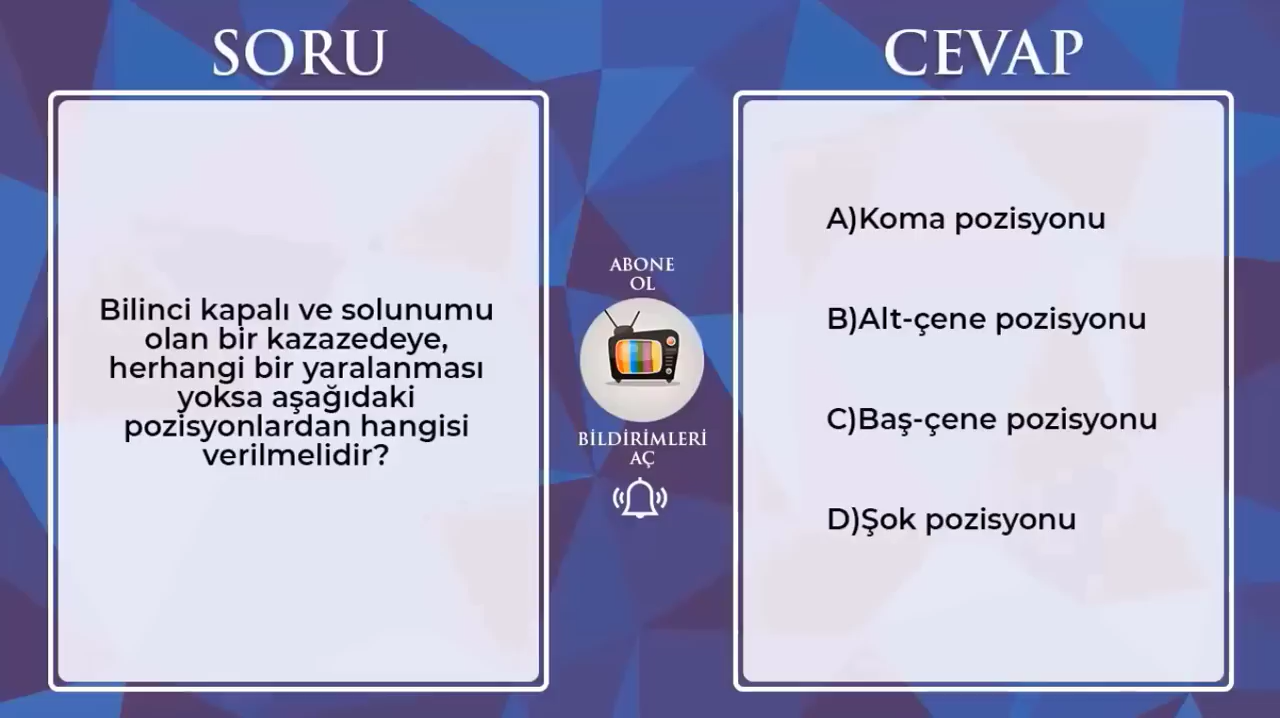 SORU
Bilinci kapalı ve solunumu
olan bir kazazedeye,
herhangi bir yaralanması
yoksa aşağıdaki
pozisyonlardan hangisi
verilmelidir?
ABONE
OL
BİLDİRİMLERİ
AÇ
CEVAP
A)Koma pozisyonu
B)Alt-çene pozisyonu
C)Baş-çene pozisyonu
D)Şok pozisyonu